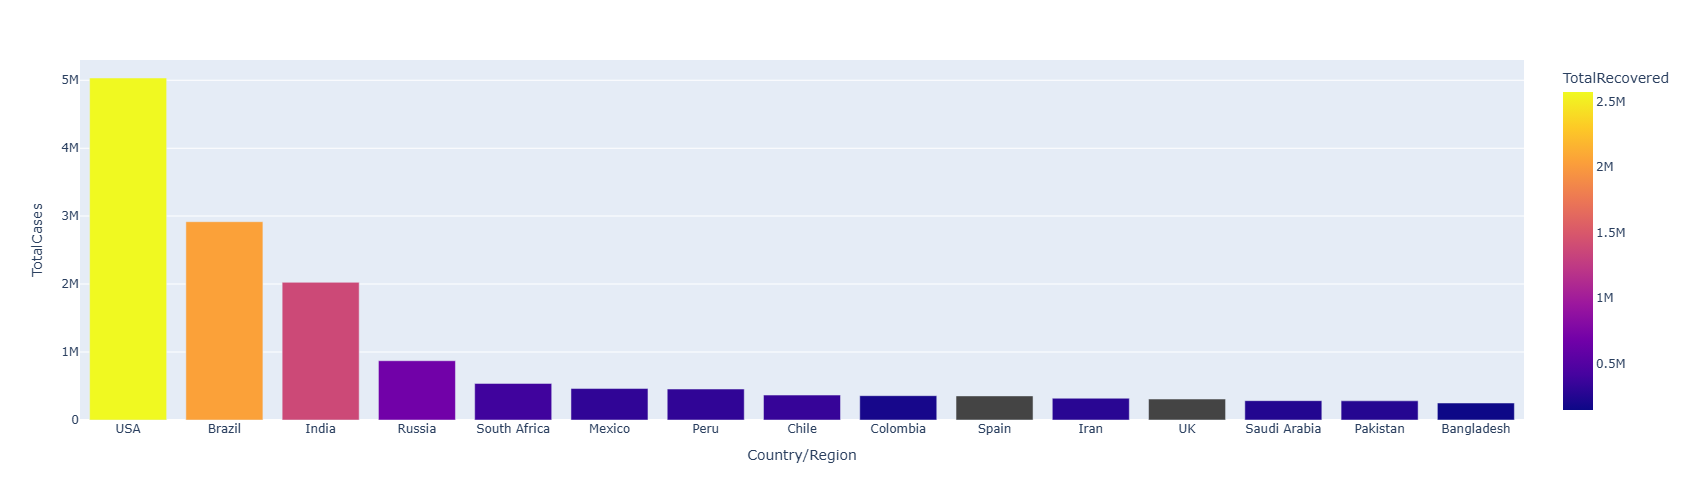 TotalRecovered
5M
4M
3M
2M
1M
0
TotalCases
2.5M
2M
1.5M
1M
0.5M
USA Brazil India Russia South Africa Mexico Peru Chile Colombia Spain Iran UK Saudi Arabia Pakistan Bangladesh
Country/Region